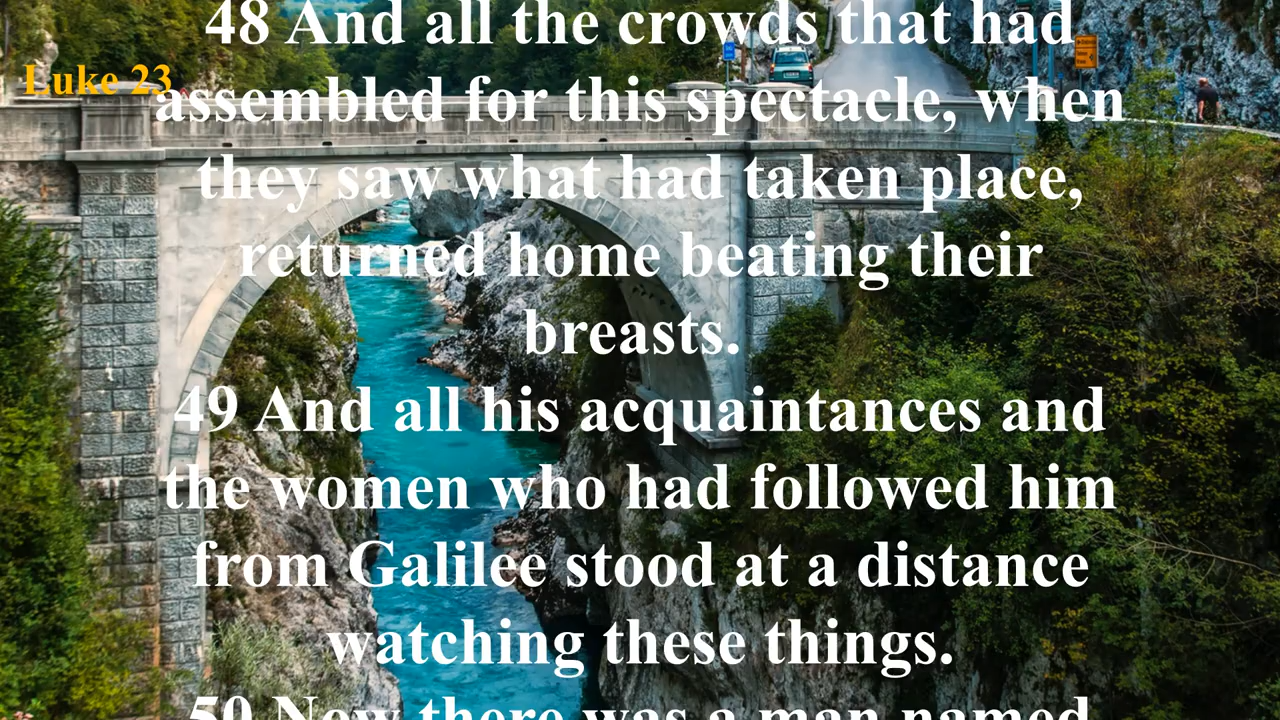 48 And all the crowds that had
Luke 23
assembled for this spectacle, when
they saw what had taken place,
returned home beating their
breasts.
49 And all his acquaintances and
the women who had followed him
from Galilee stood at a distance
watching these things.
50 Now there was a man named